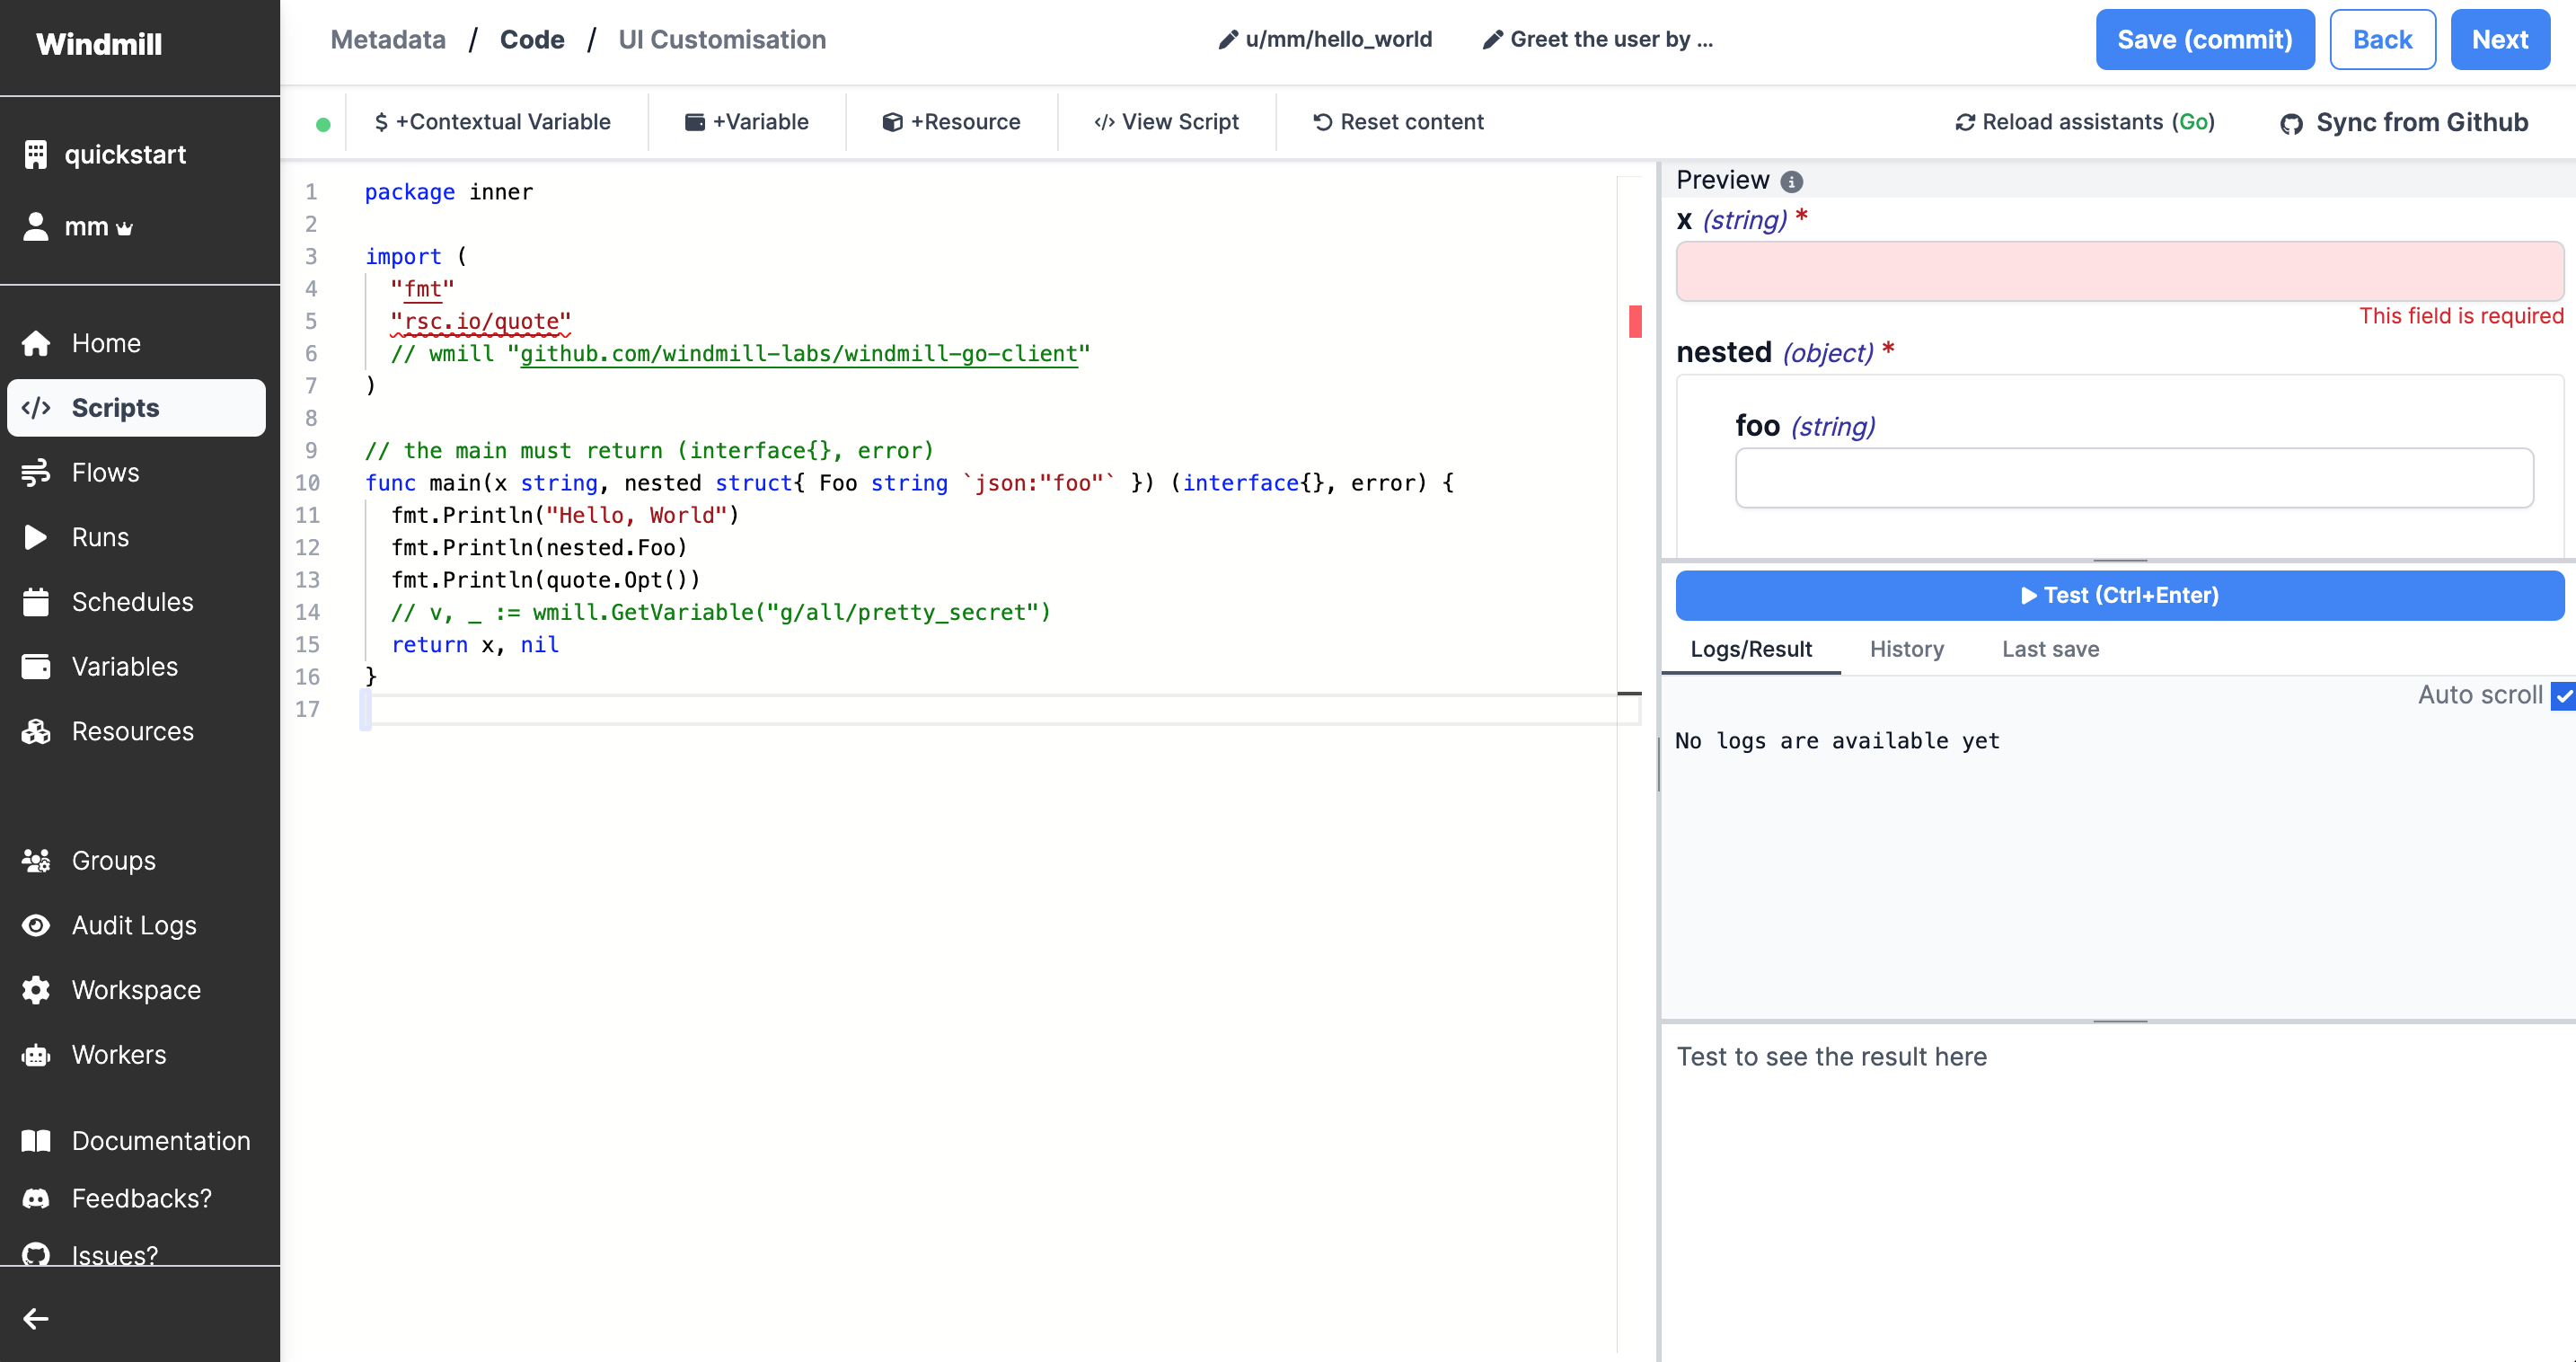 Windmill
quickstart
mm
Home
Scripts
Flows
Runs
Schedules
Variables
Resources
Groups
Audit Logs
Workspace
Workers
Documentation
Feedbacks?
Issues?
Metadata / Code / UI Customisation
u/mm/hello_world
Greet the user by ...
Save (commit)
Back
Next
$ +Contextual Variable
+Variable
+Resource
</> View Script
Reset content
Reload assistants (Go)
Sync from Github
1 package inner
2
3 import (
4 "fmt"
5 "rsc.io/quote"
6 // wmill "github.com/windmill-labs/windmill-go-client"
7 )
8
9 // the main must return (interface{}, error)
10 func main(x string, nested struct{ Foo string `json:"foo"` }) (interface{}, error) {
11 fmt.Println("Hello, World")
12 fmt.Println(nested.Foo)
13 fmt.Println(quote.Opt())
14 // v, _ := wmill.GetVariable("g/all/pretty_secret")
15 return x, nil
16 }
17
Preview
x (string) *
This field is required
nested (object) *
foo (string)
Test (Ctrl+Enter)
Logs/Result
History
Last save
Auto scroll
No logs are available yet
Test to see the result here